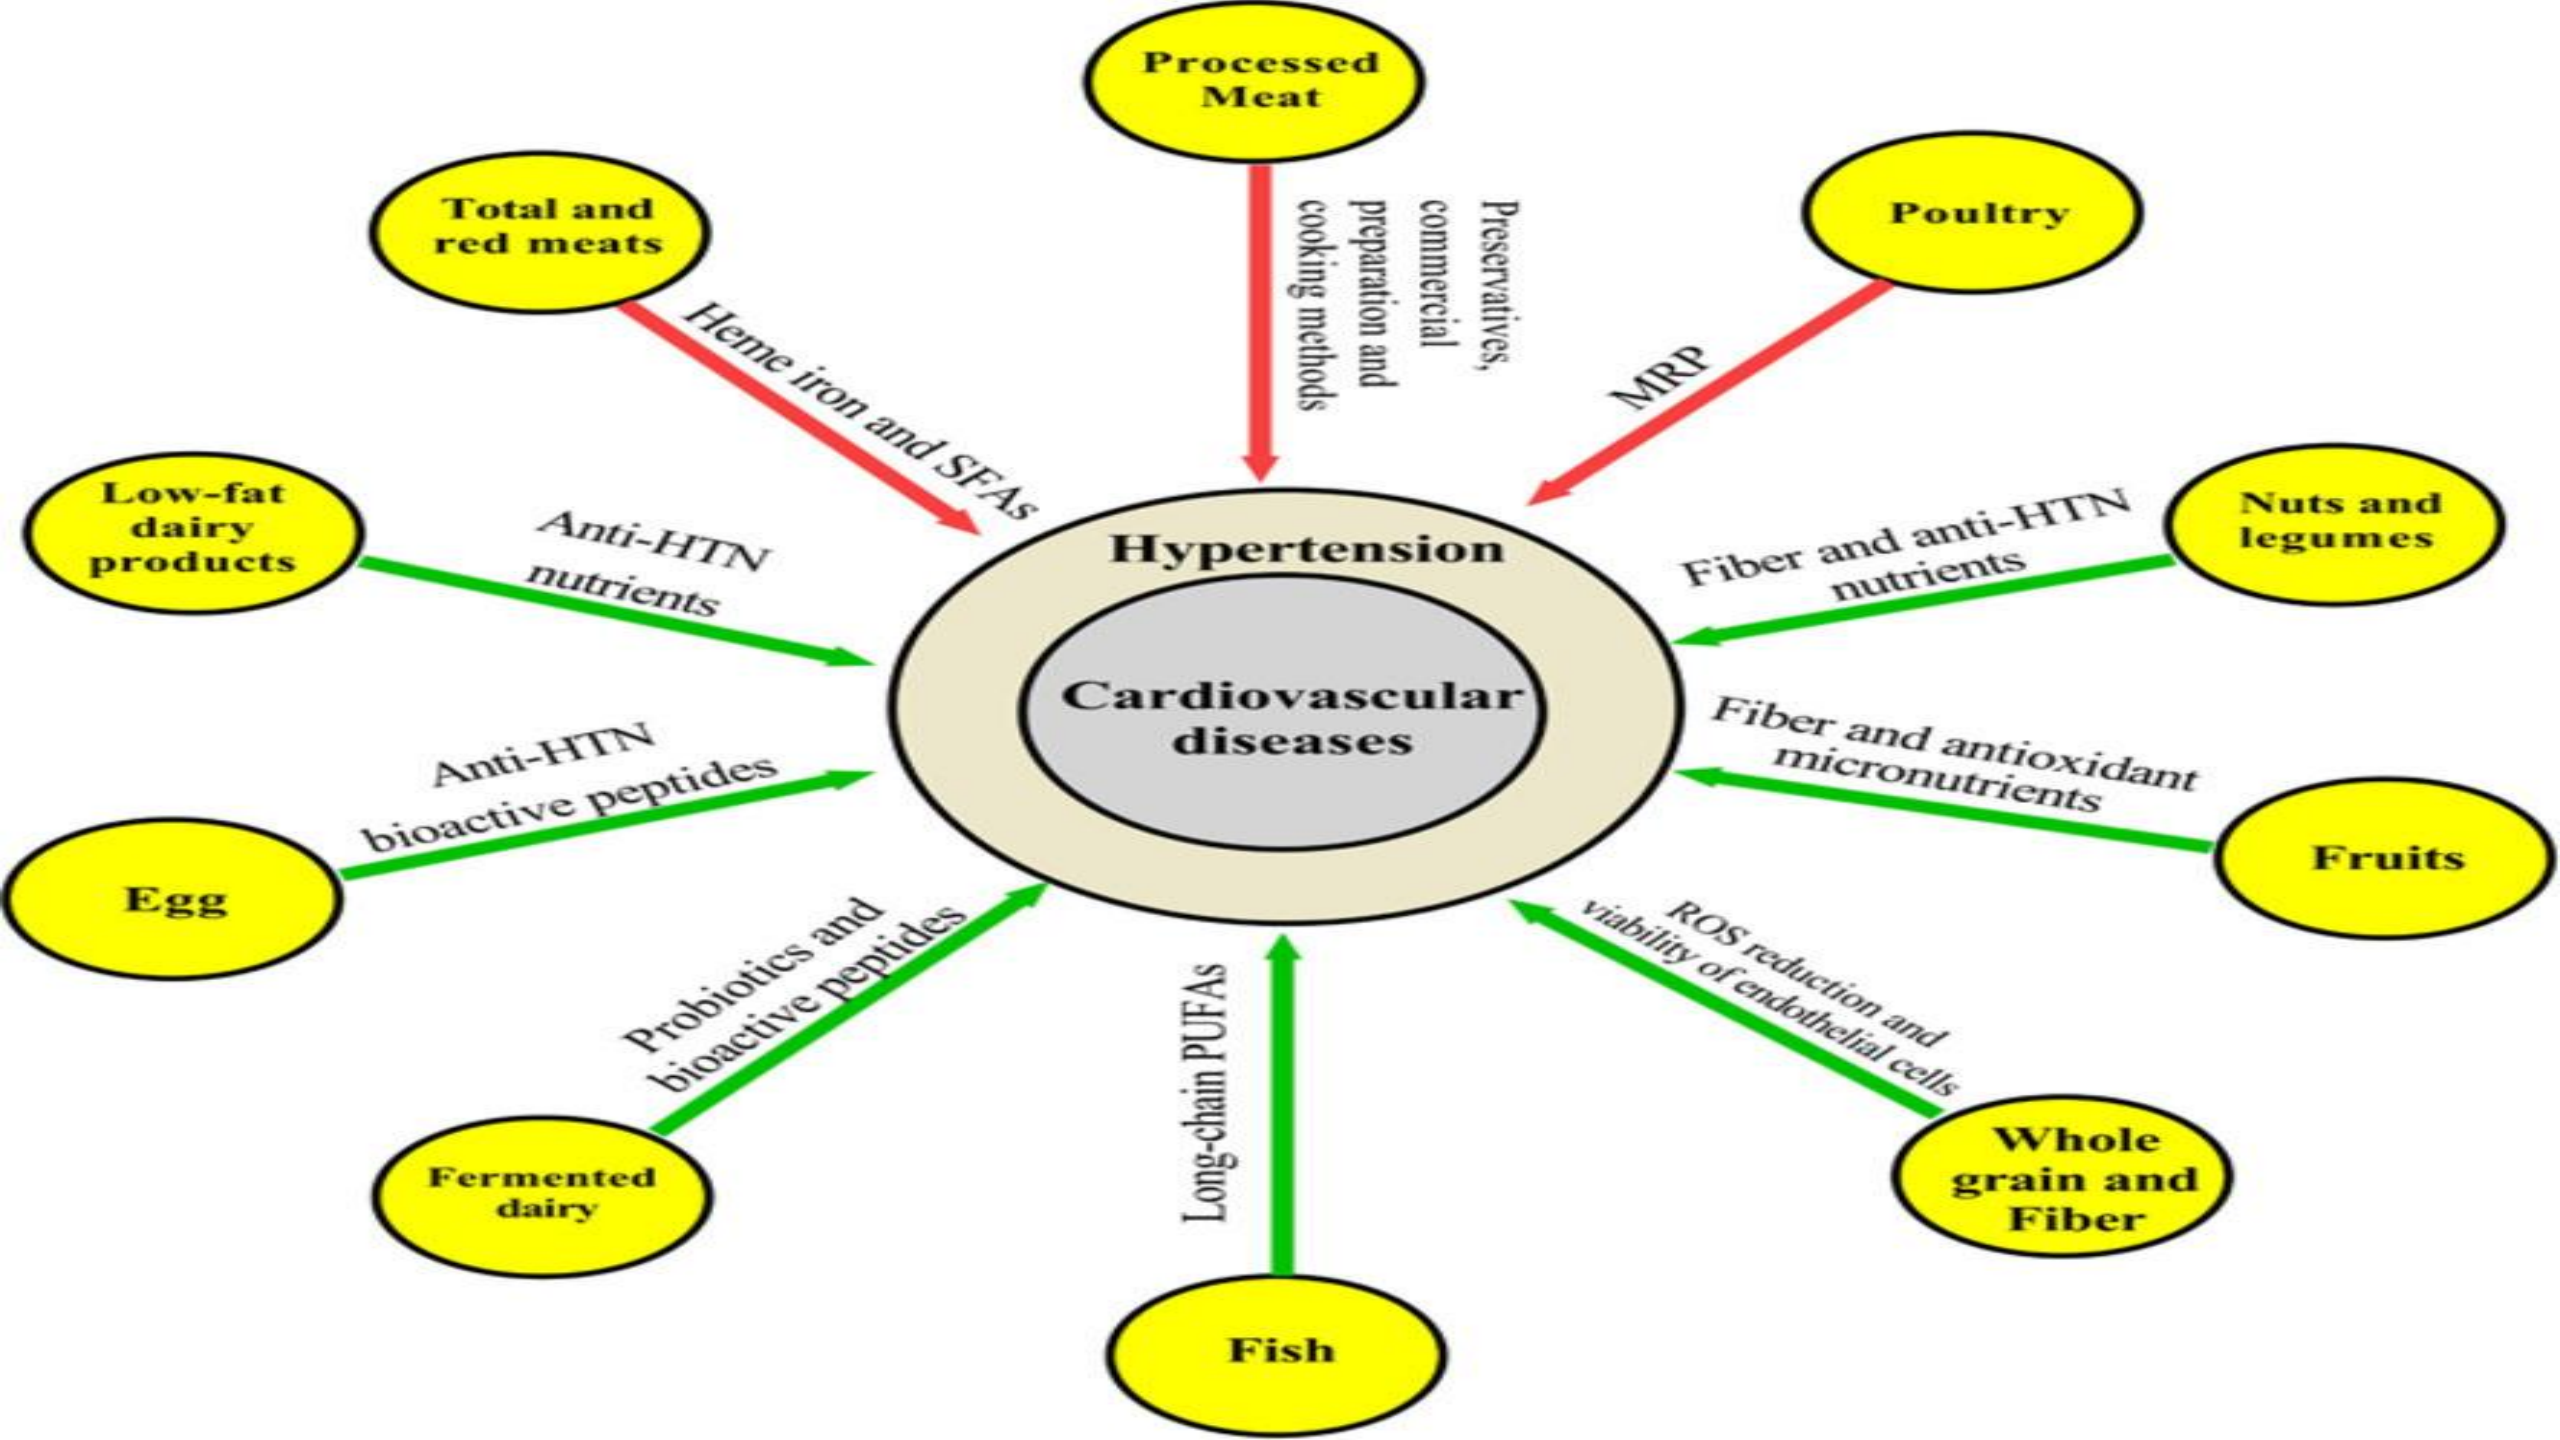 Processed
Meat
Total and
red meats
Poultry
Preservatives,
commercial
preparation and
cooking methods
Heme iron and SFAs
MRP
Low-fat
dairy
products
Anti-HTN
nutrients
Nuts and
legumes
Fiber and anti-HTN
nutrients
Hypertension
Cardiovascular
diseases
Egg
Anti-HTN
bioactive peptides
Fruits
Fiber and antioxidant
micronutrients
Fermented
dairy
Probiotics and
bioactive peptides
Fish
Long-chain PUFAs
Whole
grain and
Fiber
ROS reduction and
viability of endothelial cells